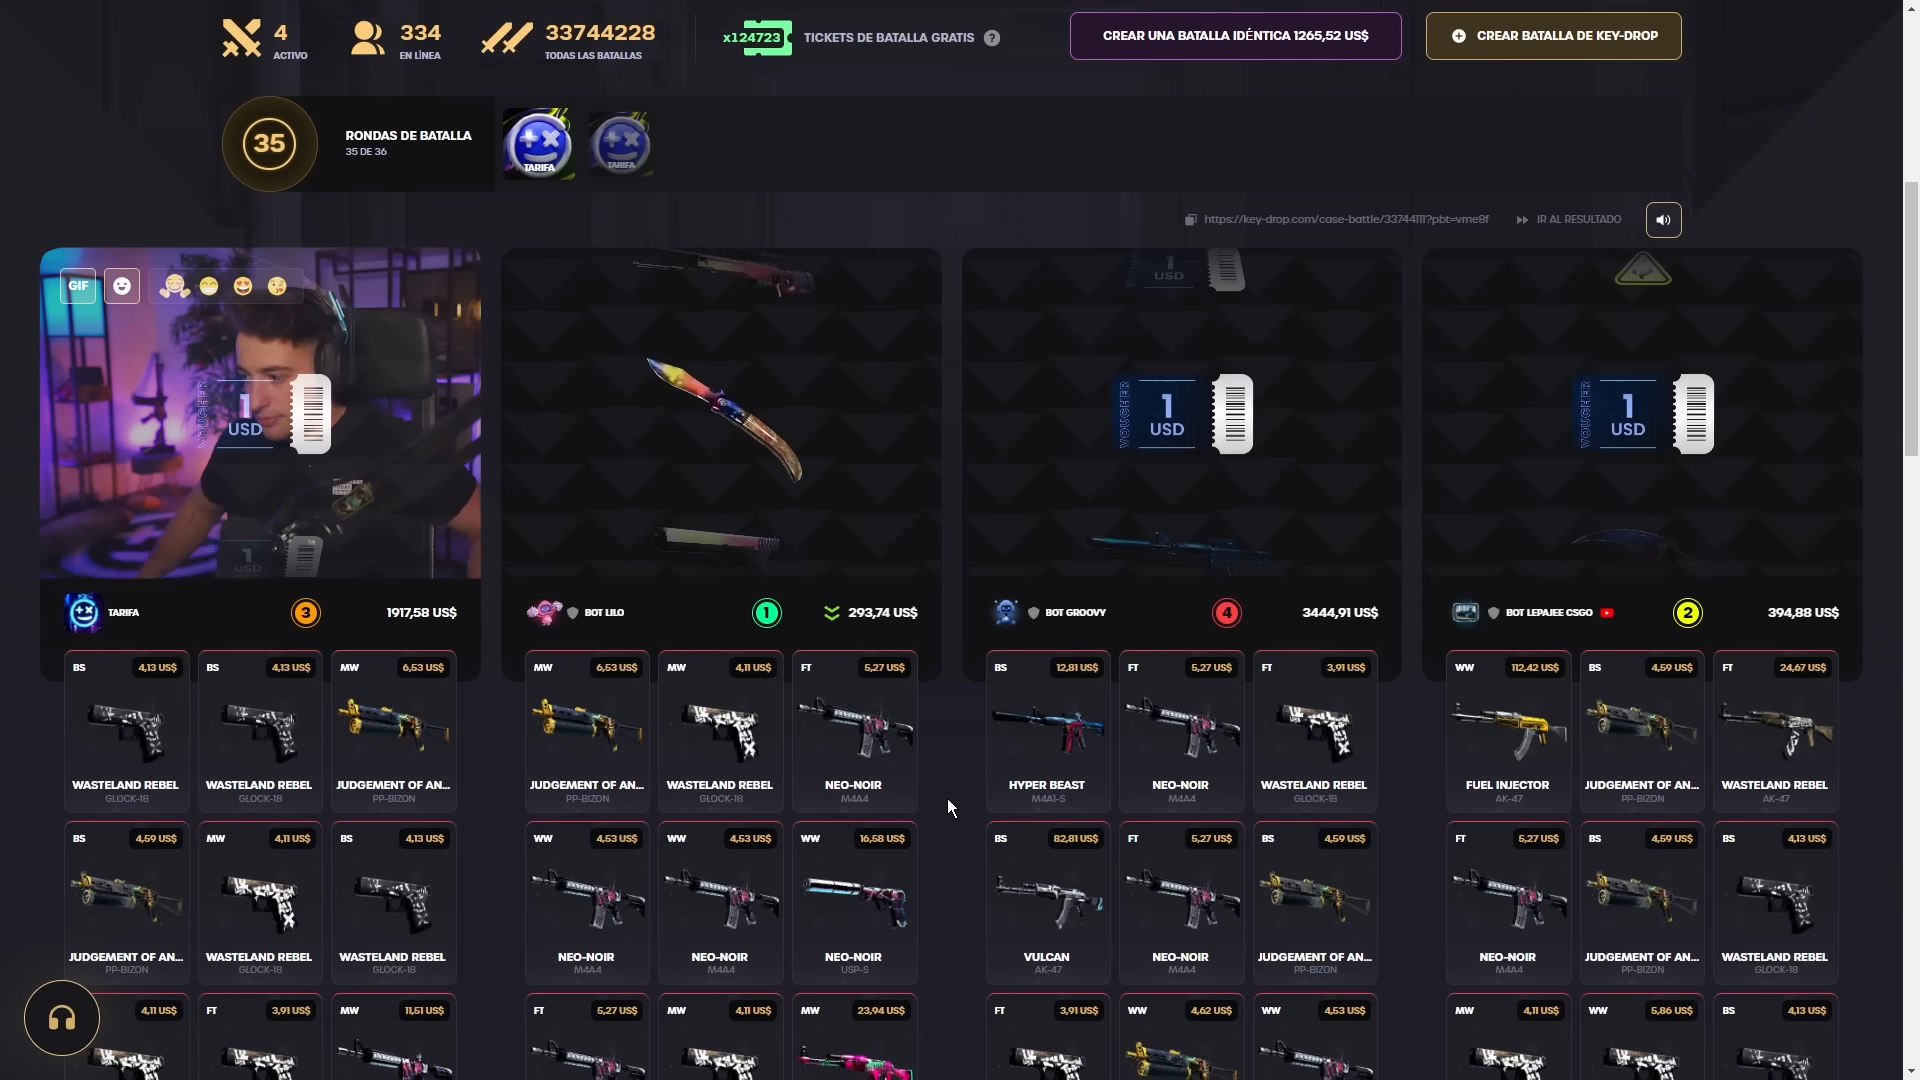 4
ACTIVO
334
EN LÍNEA
33744228
TODAS LAS BATALLAS
x124723
TICKETS DE BATALLA GRATIS ?
CREAR UNA BATALLA IDÉNTICA 1265,52 US$
CREAR BATALLA DE KEY-DROP
35
RONDAS DE BATALLA
35 DE 36
TARIFA
TARIFA
https://key-drop.com/case-battle/33744111?pbt=vme8f
IR AL RESULTADO
GIF
VOUCHER 1 USD
1 USD
1 USD
VOUCHER 1 USD
VOUCHER 1 USD
TARIFA 3 1917,58 US$
BOT LILO 1 293,74 US$
BOT GROOVY 4 3444,91 US$
BOT LEPAJEE CSGO 2 394,88 US$
BS 4,13 US$ BS 4,13 US$ MW 6,53 US$
WASTELAND REBEL WASTELAND REBEL JUDGEMENT OF AN...
GLOCK-18 GLOCK-18 PP-BIZON
MW 6,53 US$ MW 4,11 US$ FT 5,27 US$
JUDGEMENT OF AN... WASTELAND REBEL NEO-NOIR
PP-BIZON GLOCK-18 M4A4
BS 12,81 US$ FT 5,27 US$ FT 3,91 US$
HYPER BEAST NEO-NOIR WASTELAND REBEL
M4A1-S M4A4 GLOCK-18
WW 112,42 US$ BS 4,59 US$ FT 24,67 US$
FUEL INJECTOR JUDGEMENT OF AN... WASTELAND REBEL
AK-47 PP-BIZON AK-47
BS 4,59 US$ MW 4,11 US$ BS 4,13 US$
JUDGEMENT OF AN... WASTELAND REBEL WASTELAND REBEL
PP-BIZON GLOCK-18 GLOCK-18
WW 4,53 US$ WW 4,53 US$ WW 16,58 US$
NEO-NOIR NEO-NOIR NEO-NOIR
M4A4 M4A4 USP-S
BS 82,81 US$ FT 5,27 US$ BS 4,59 US$
VULCAN NEO-NOIR JUDGEMENT OF AN...
AK-47 M4A4 PP-BIZON
FT 5,27 US$ BS 4,59 US$ BS 4,13 US$
NEO-NOIR JUDGEMENT OF AN... WASTELAND REBEL
M4A4 PP-BIZON GLOCK-18
4,11 US$ FT 3,91 US$ MW 11,51 US$
FT 5,27 US$ MW 4,11 US$ MW 23,94 US$
FT 3,91 US$ WW 4,62 US$ WW 4,53 US$
MW 4,11 US$ WW 5,86 US$ BS 4,13 US$